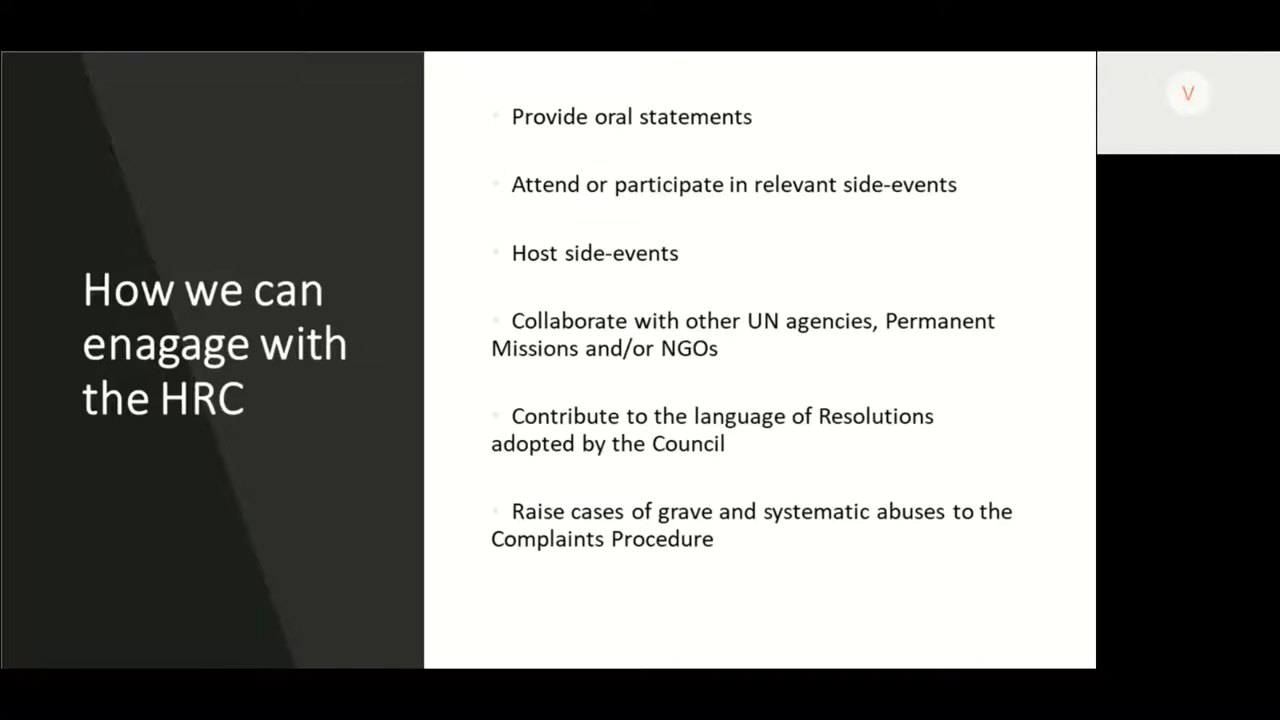 How we can
enagage with
the HRC
• Provide oral statements
• Attend or participate in relevant side-events
• Host side-events
• Collaborate with other UN agencies, Permanent
Missions and/or NGOs
• Contribute to the language of Resolutions
adopted by the Council
• Raise cases of grave and systematic abuses to the
Complaints Procedure
V